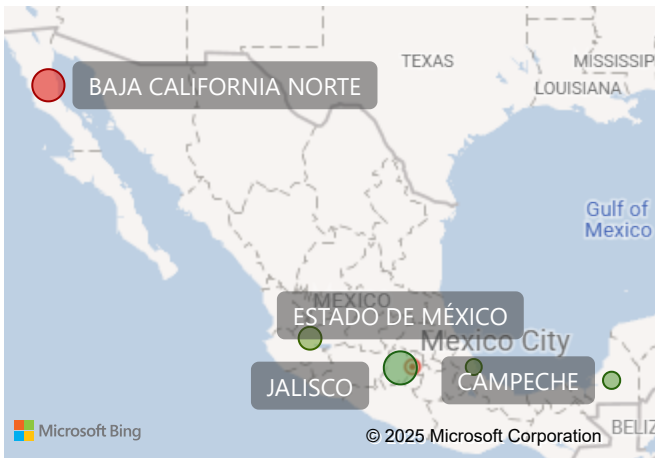 TEXAS
MISSISSIP
LOUISIANA
BAJA CALIFORNIA NORTE
Gulf of
Mexico
MEXICO
ESTADO DE MÉXICO
Mexico City
JALISCO
CAMPECHE
BELIZ
Microsoft Bing
© 2025 Microsoft Corporation